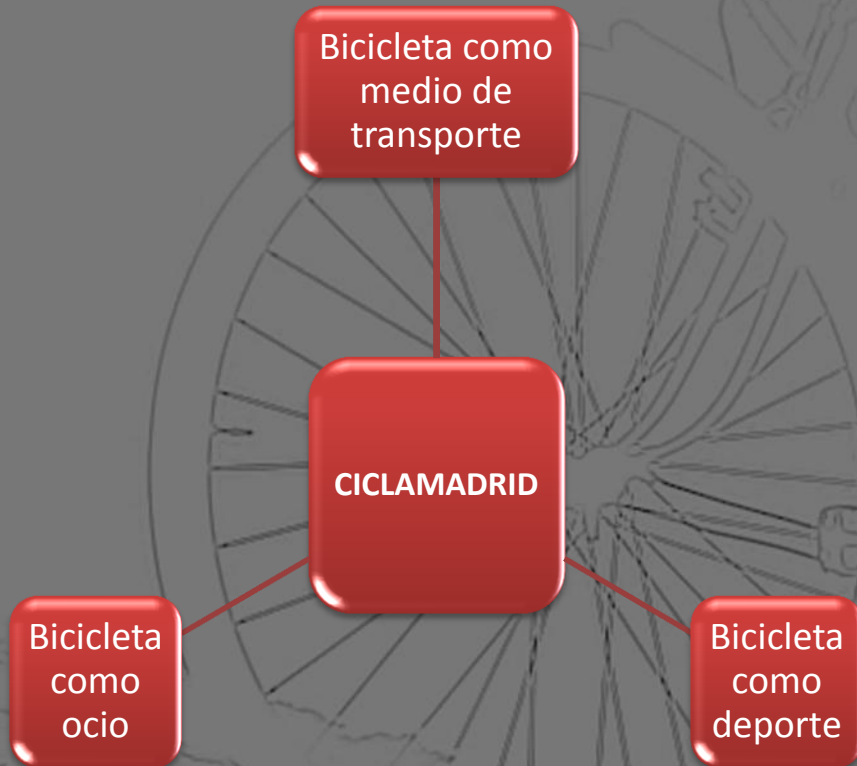 Bicicleta como
medio de
transporte
CICLAMADRID
Bicicleta
como
ocio
Bicicleta
como
deporte